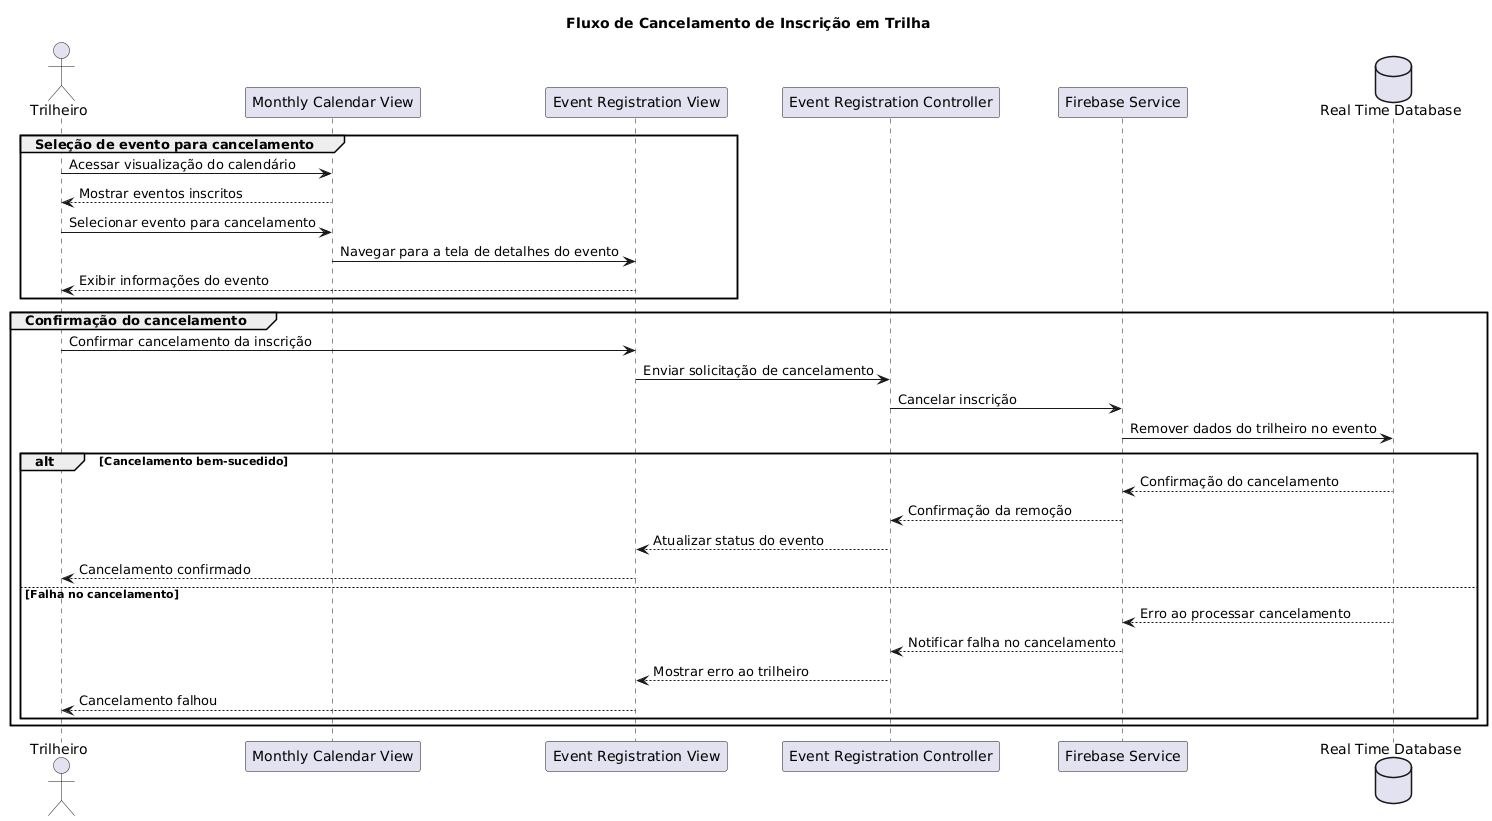 Fluxo de Cancelamento de Inscrição em Trilha
Trilheiro
Monthly Calendar View
Event Registration View
Event Registration Controller
Firebase Service
Real Time Database
Seleção de evento para cancelamento
Acessar visualização do calendário
Mostrar eventos inscritos
Selecionar evento para cancelamento
Navegar para a tela de detalhes do evento
Exibir informações do evento
Confirmação do cancelamento
Confirmar cancelamento da inscrição
Enviar solicitação de cancelamento
Cancelar inscrição
Remover dados do trilheiro no evento
alt
[Cancelamento bem-sucedido]
Confirmação do cancelamento
Confirmação da remoção
Atualizar status do evento
Cancelamento confirmado
[Falha no cancelamento]
Erro ao processar cancelamento
Notificar falha no cancelamento
Mostrar erro ao trilheiro
Cancelamento falhou
Trilheiro
Monthly Calendar View
Event Registration View
Event Registration Controller
Firebase Service
Real Time Database